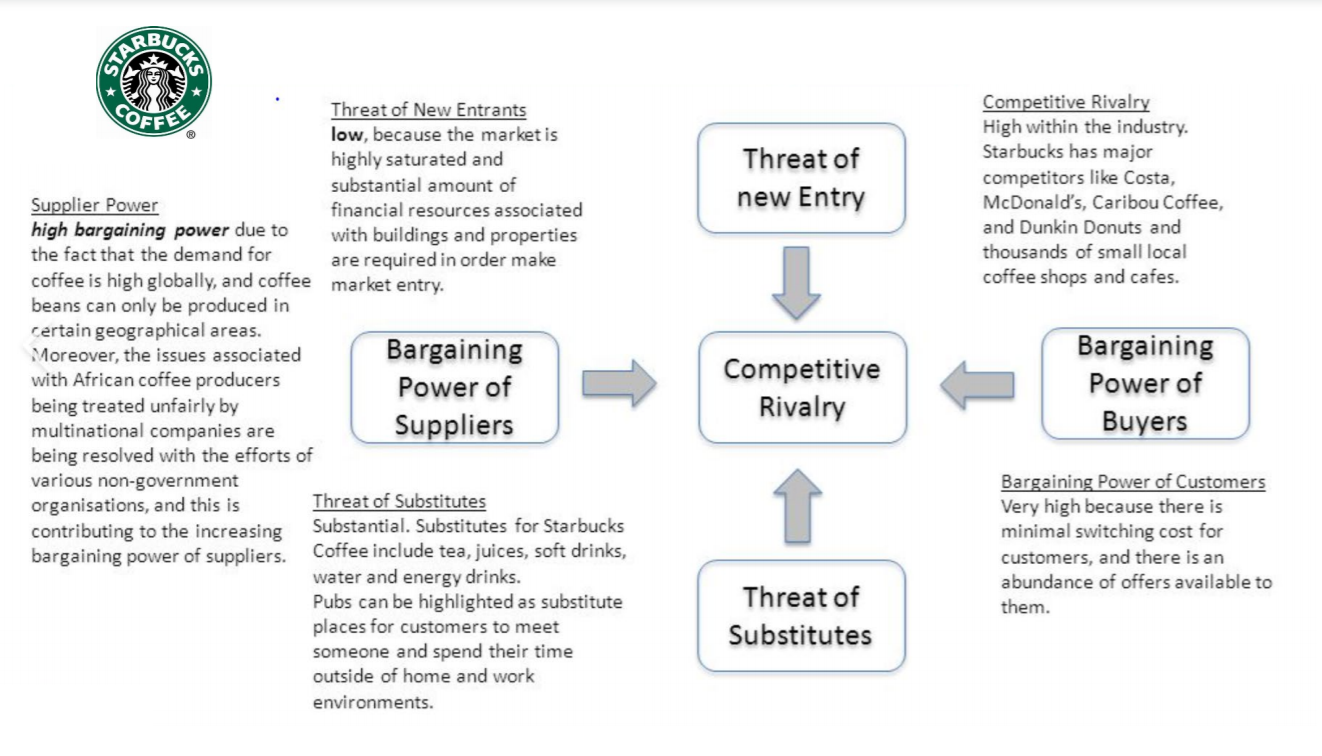 STARBUCKS
COFFEE
®
Supplier Power
high bargaining power due to
the fact that the demand for
coffee is high globally, and coffee
beans can only be produced in
certain geographical areas.
Moreover, the issues associated
with African coffee producers
being treated unfairly by
multinational companies are
being resolved with the efforts of
various non-government
organisations, and this is
contributing to the increasing
bargaining power of suppliers.
Threat of New Entrants
low, because the market is
highly saturated and
substantial amount of
financial resources associated
with buildings and properties
are required in order make
market entry.
Threat of
new Entry
Competitive Rivalry
High within the industry.
Starbucks has major
competitors like Costa,
McDonald's, Caribou Coffee,
and Dunkin Donuts and
thousands of small local
coffee shops and cafes.
Bargaining
Power of
Suppliers
Competitive
Rivalry
Bargaining
Power of
Buyers
Threat of Substitutes
Substantial. Substitutes for Starbucks
Coffee include tea, juices, soft drinks,
water and energy drinks.
Pubs can be highlighted as substitute
places for customers to meet
someone and spend their time
outside of home and work
environments.
Threat of
Substitutes
Bargaining Power of Customers
Very high because there is
minimal switching cost for
customers, and there is an
abundance of offers available to
them.